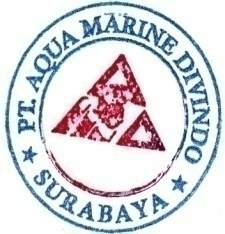 PT. AQUA MARINE DIVINDO
★ SURABAYA ★